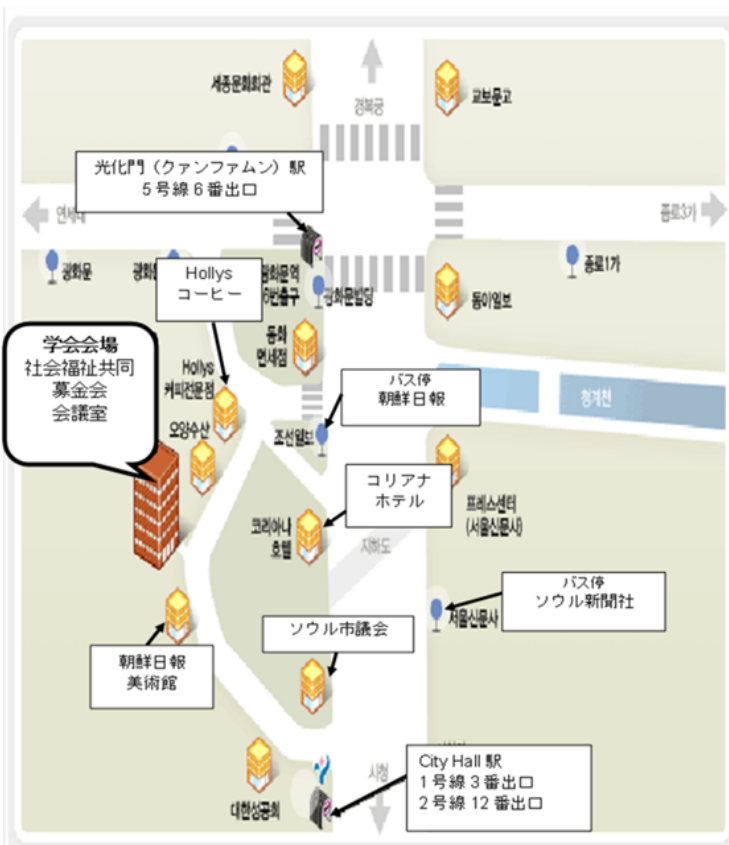 세종문화회관
경복궁
교보문고
光化門（クァンファムン）駅
5号線6番出口
연세대
종로3가
광화문
종로1가
Hollys
コーヒー
6번출구
광화문빌딩
동아일보
学会会場
社会福祉共同
募金会
会議室
동화
면세점
Hollys
커피전문점
バス停
朝鮮日報
청계천
오양수산
조선일보
コリアナ
ホテル
프레스센터
(서울신문사)
코리아나
호텔
지하도
バス停
ソウル新聞社
서울신문사
ソウル市議会
朝鮮日報
美術館
City Hall 駅
1号線3番出口
2号線12番出口
시청
대한성공회